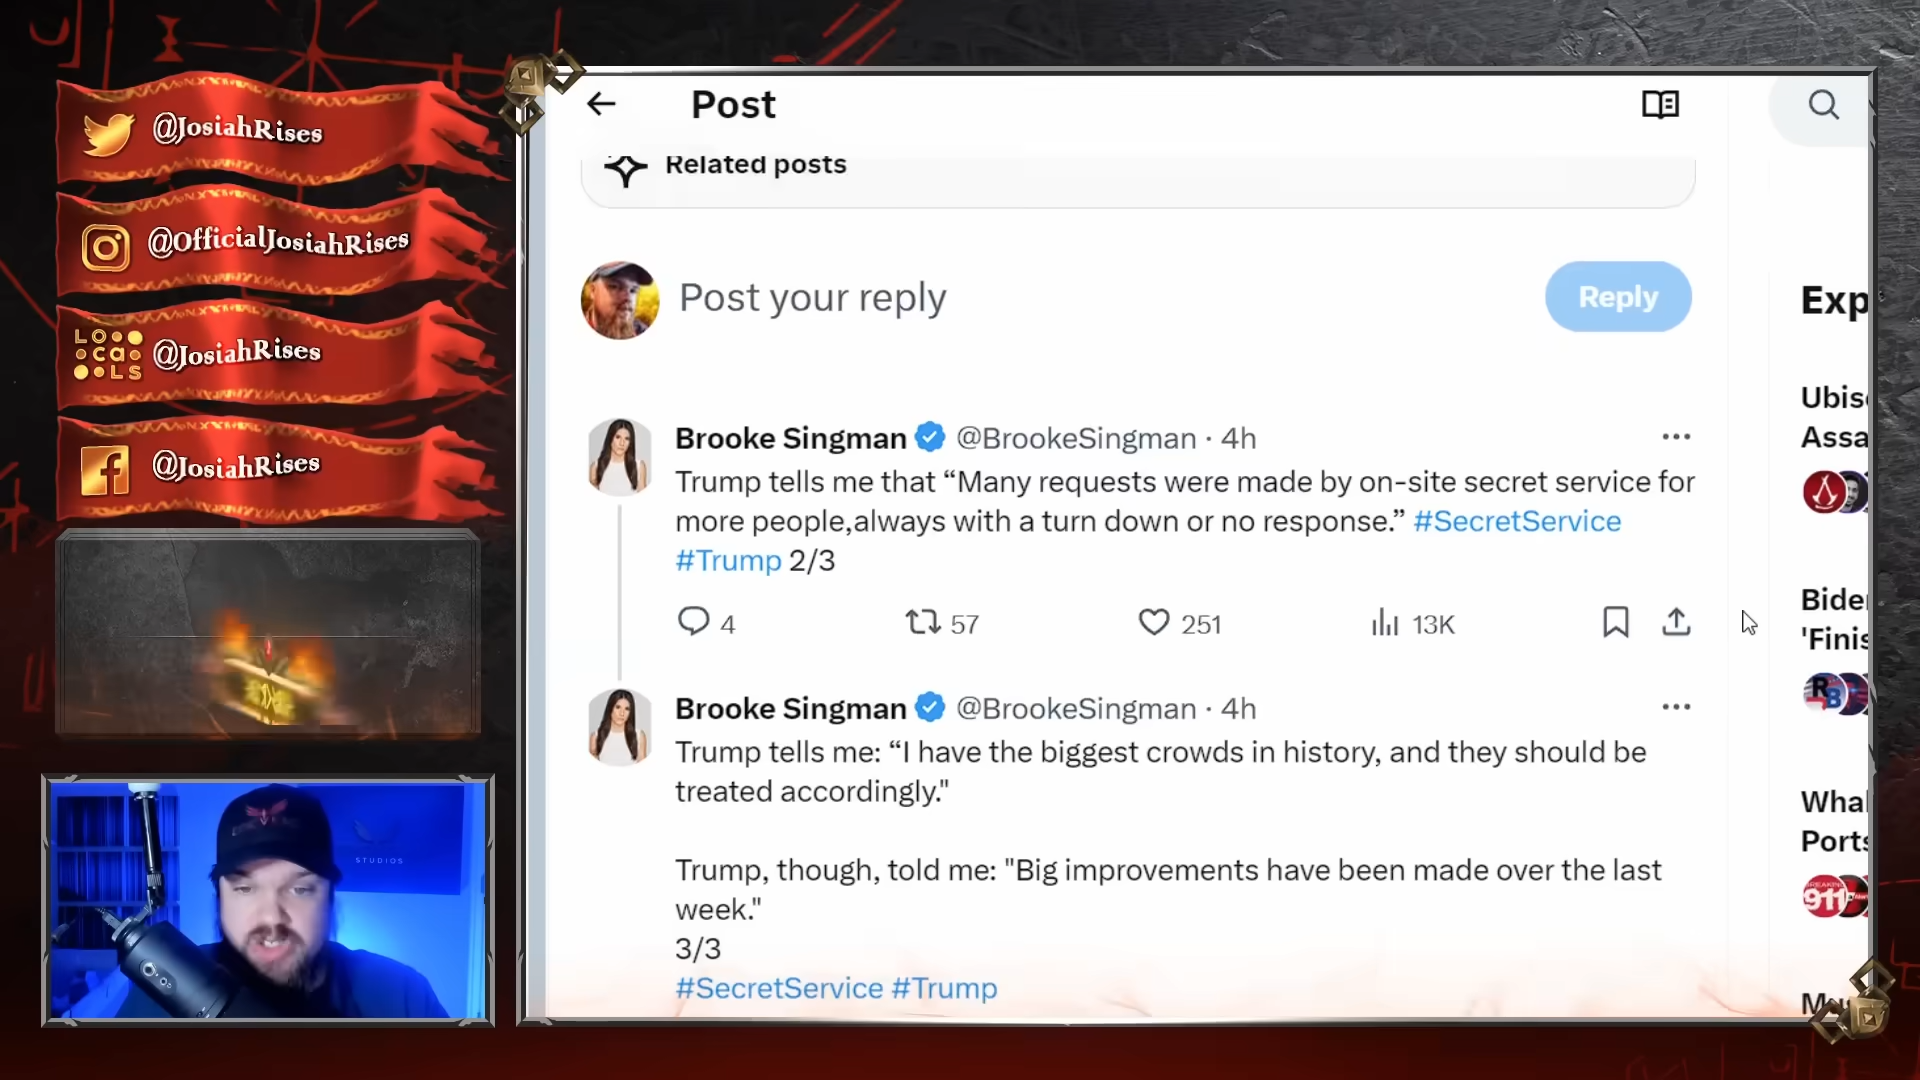 @JosiahRises
@OfficialJosiahRises
LOCALS
@JosiahRises
@JosiahRises
STUDIOS
Post
Related posts
Post your reply
Reply
Brooke Singman @BrookeSingman · 4h
Trump tells me that “Many requests were made by on-site secret service for
more people,always with a turn down or no response.” #SecretService
#Trump 2/3
4 57 251 13K
Brooke Singman @BrookeSingman · 4h
Trump tells me: “I have the biggest crowds in history, and they should be
treated accordingly."
Trump, though, told me: "Big improvements have been made over the last
week."
3/3
#SecretService #Trump
Exp
Ubis
Assa
Bide
'Finis
RB
Wha
Ports
911